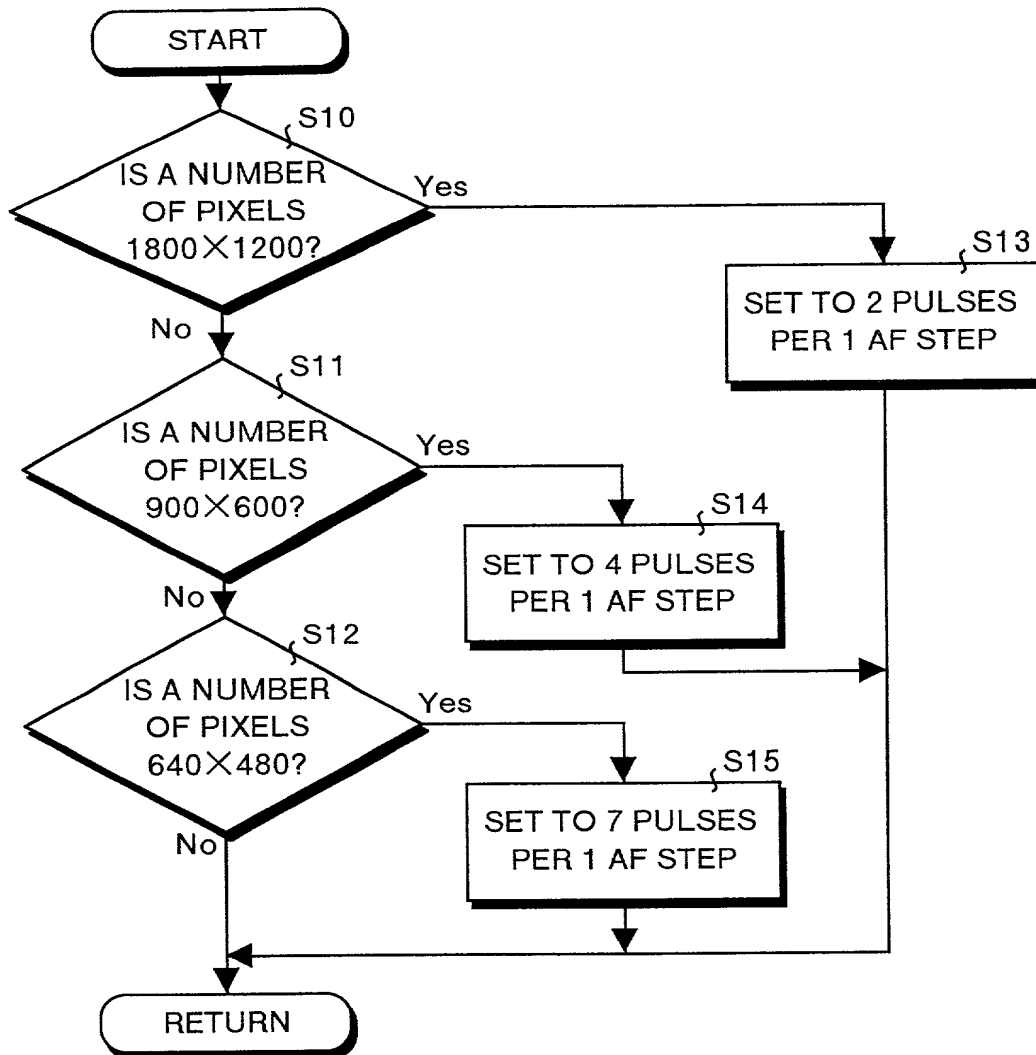 START
S10
IS A NUMBER
OF PIXELS
1800×1200?
Yes
No
S13
SET TO 2 PULSES
PER 1 AF STEP
S11
IS A NUMBER
OF PIXELS
900×600?
Yes
No
S14
SET TO 4 PULSES
PER 1 AF STEP
S12
IS A NUMBER
OF PIXELS
640×480?
Yes
No
S15
SET TO 7 PULSES
PER 1 AF STEP
RETURN